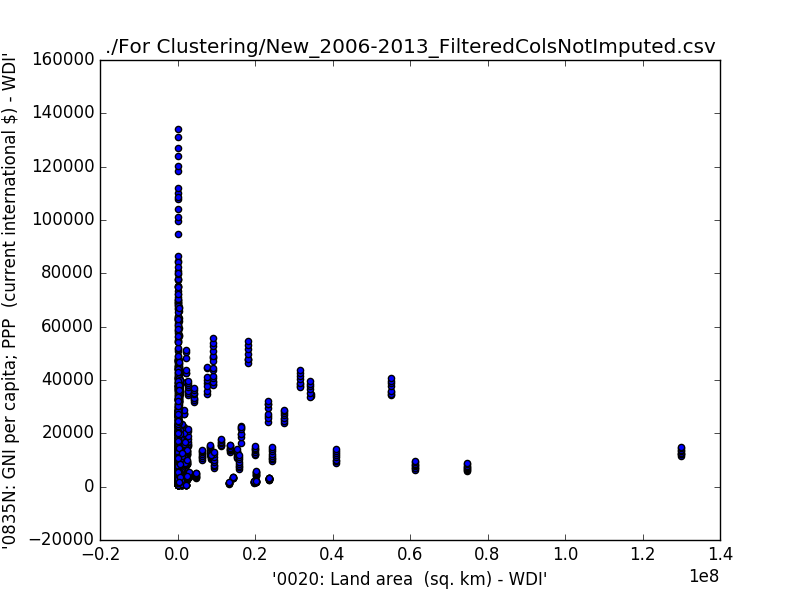 ./For Clustering/New_2006-2013_FilteredColsNotImputed.csv
'0835N: GNI per capita; PPP  (current international $) - WDI'
160000
140000
120000
100000
80000
60000
40000
20000
0
−20000
−0.2 0.0 0.2 0.4 0.6 0.8 1.0 1.2 1.4
1e8
'0020: Land area  (sq. km) - WDI'